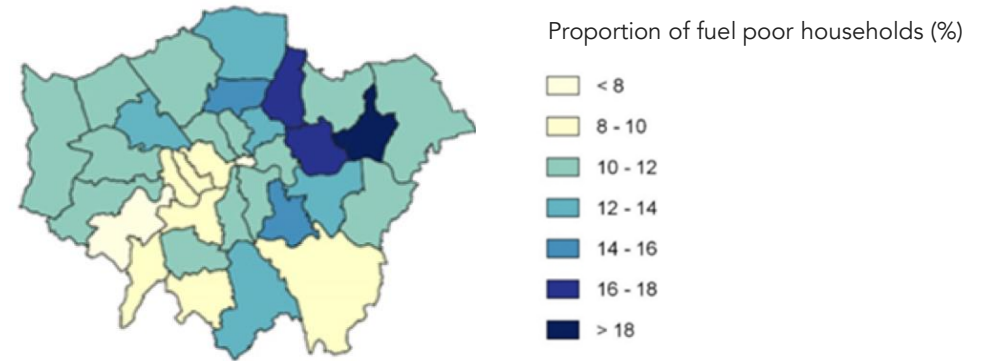 Proportion of fuel poor households (%)
< 8
8 - 10
10 - 12
12 - 14
14 - 16
16 - 18
> 18